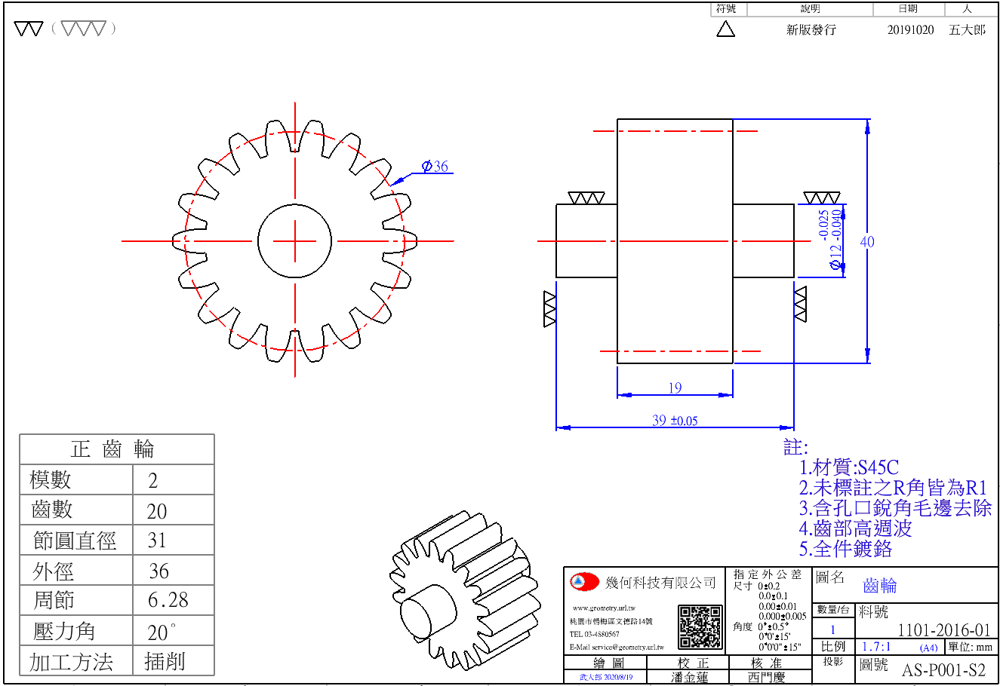 符號 說明 日期 人
( )
新版發行 20191020 五大郎
ϕ36
ϕ12 -0.025 -0.040
40
19
39 ±0.05
正 齒 輪
模數 2
齒數 20
節圓直徑 31
外徑 36
周節 6.28
壓力角 20°
加工方法 插削
註:
1.材質:S45C
2.未標註之R角皆為R1
3.含孔口銳角毛邊去除
4.齒部高週波
5.全件鍍鉻
幾何科技有限公司
www.geometry.url.tw
桃園市楊梅區文德路14號
TEL 03-4880567
E-Mail service@geometry.url.tw
指 定 外 公 差
尺寸 0±0.2
0.0±0.1
0.00±0.01
0.000±0.005
角度 0°±0.5°
0°0'±15'
0°0'0"±15"
圖名 齒輪
數量/台 1
料號 1101-2016-01
比例 1.7:1 (A4) 單位: mm
投影
圖號 AS-P001-S2
繪 圖 校 正 核 准
武大郎 2020/8/19 潘金蓮 西門慶